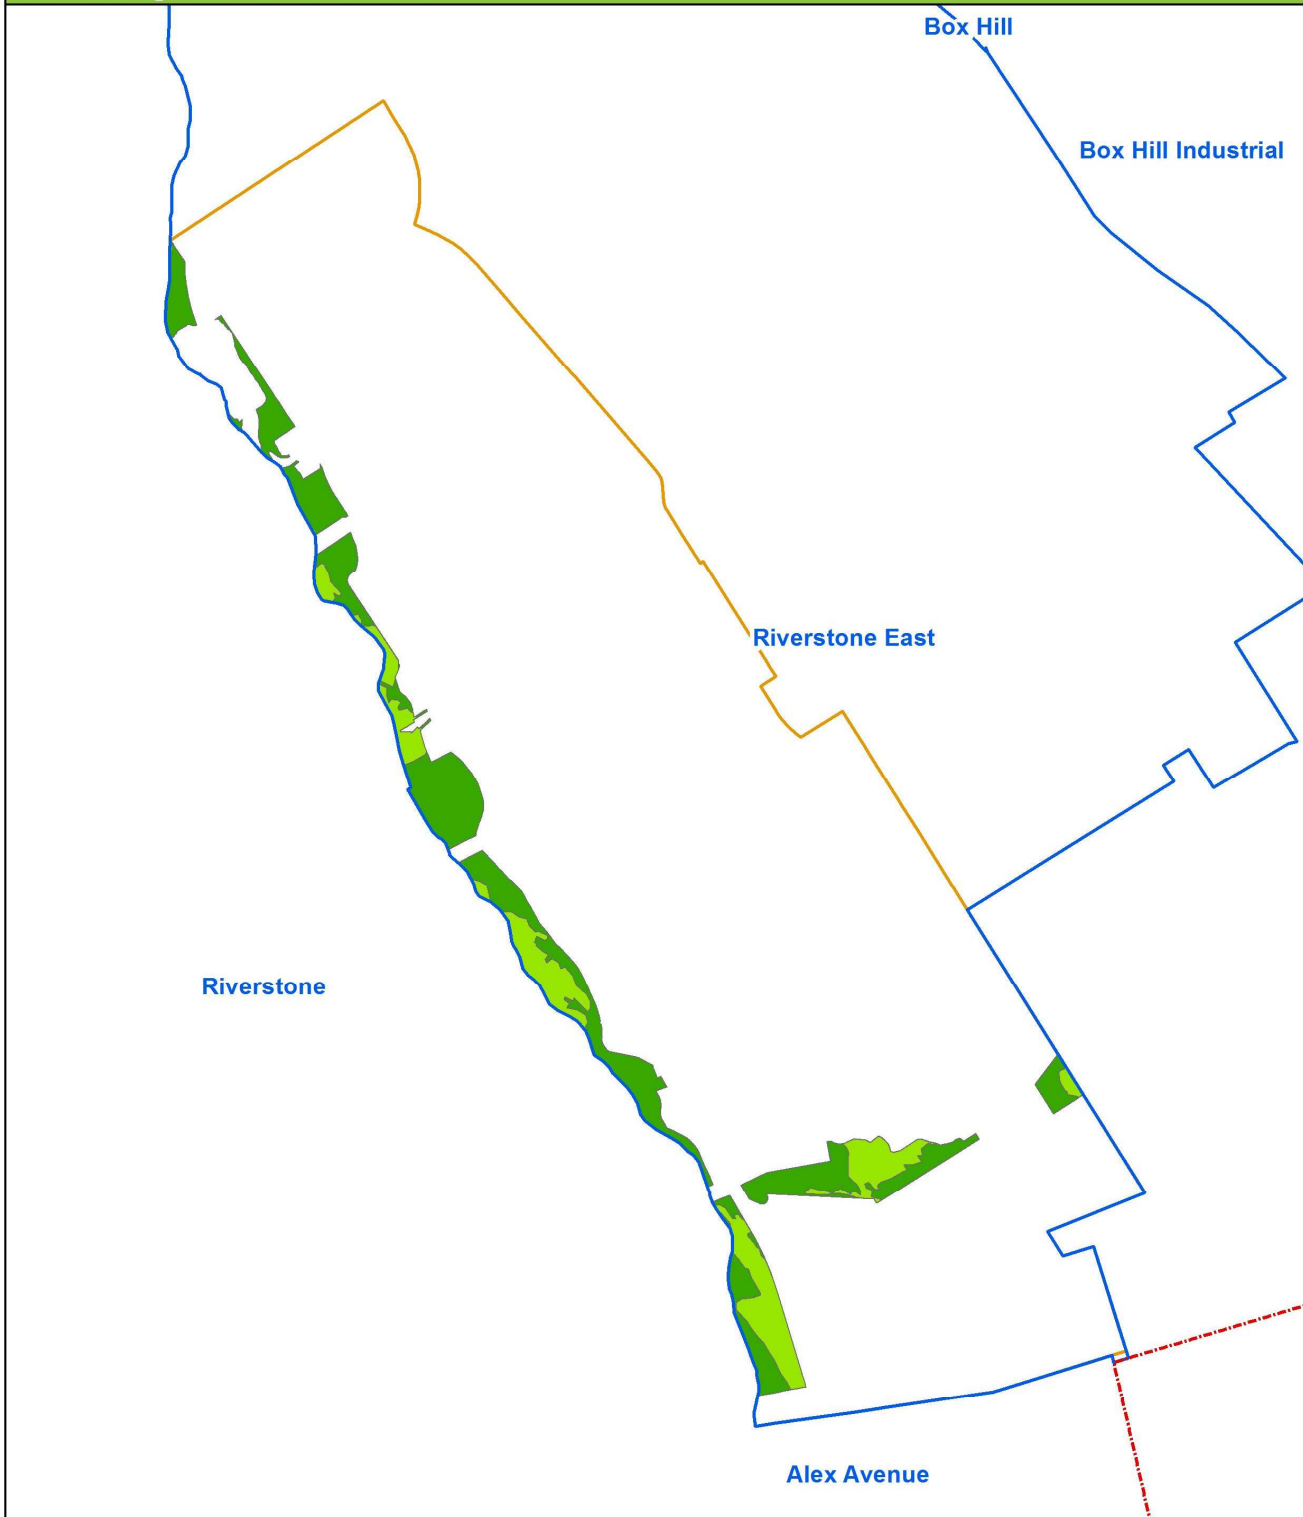 Box Hill
Box Hill Industrial
Riverstone East
Riverstone
Alex Avenue